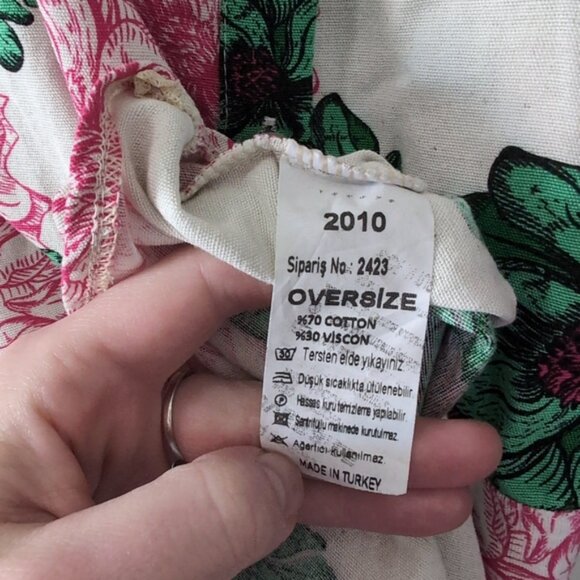 2010
Sipariş No: 2423
OVERSIZE
%70 COTTON
%30 VISCON
30 Tersten elde yıkayınız
Düşük sıcaklıkta ütülenebilir.
P Hassas kuru temizleme yapılabilir.
makinede kurutulmaz.
Ağartıcı kullanılmaz.
MADE IN TURKEY